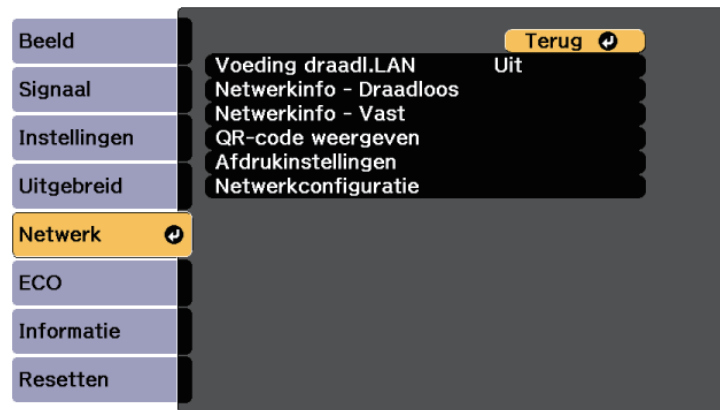 Beeld
Signaal
Instellingen
Uitgebreid
Netwerk
ECO
Informatie
Resetten
Terug
Voeding draadl.LAN Uit
Netwerkinfo - Draadloos
Netwerkinfo - Vast
QR-code weergeven
Afdrukinstellingen
Netwerkconfiguratie